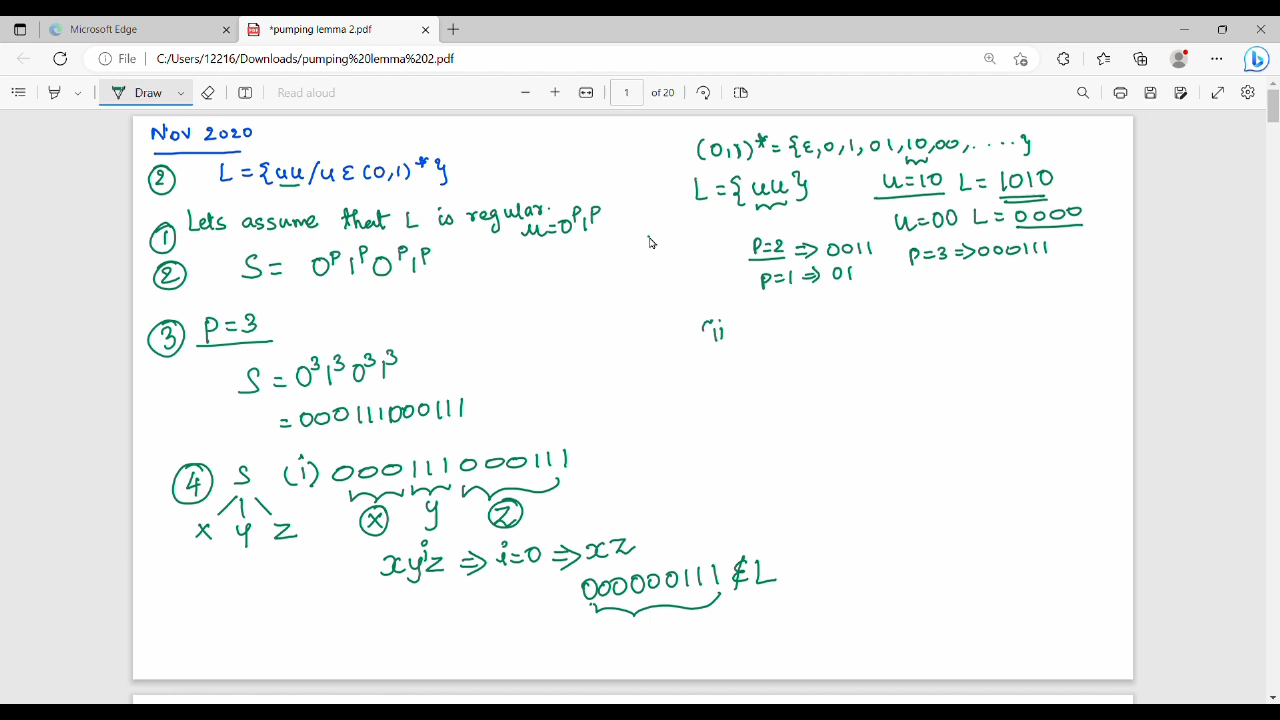 Microsoft Edge
*pumping lemma 2.pdf
File C:/Users/12216/Downloads/pumping%20lemma%202.pdf
Draw Read aloud 1 of 20
Nov 2020
② L = {uu/u ε (0,1)*}
① Lets assume that L is regular.
u=0ᵖ1ᵖ
② S = 0ᵖ1ᵖ0ᵖ1ᵖ
③ P=3
S = 0³1³0³1³
= 000111000111
④ S (i) 000111000111
x y z
x y z
xyⁱz ⇒ i=0 ⇒ xz
000000111 ∉ L
(0,1)* = {ε,0,1,01,10,00,.....}
L = {uu} u=10 L= 1010
u=00 L= 0000
P=2 ⇒ 0011 P=3 ⇒ 000111
P=1 ⇒ 01
(ii